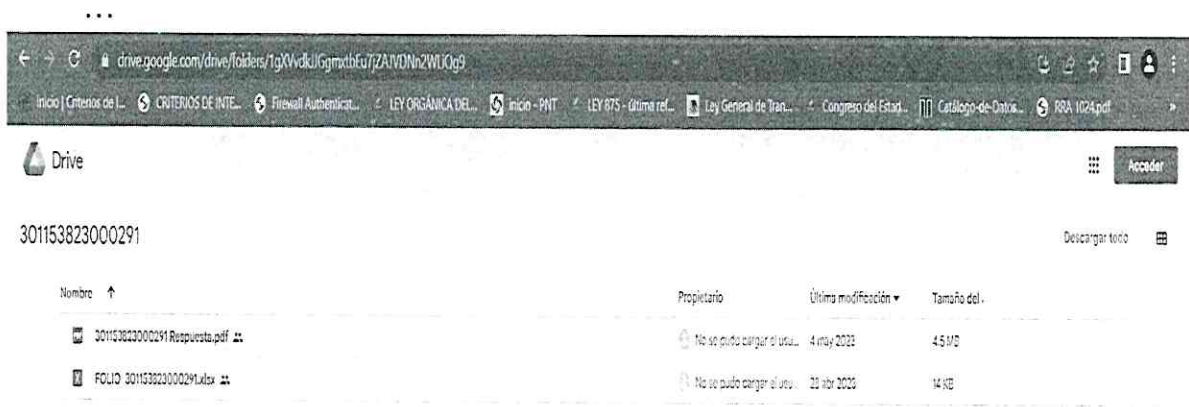 ...
drive.google.com/drive/folders/
Inicio | Criterios de I... CRITERIOS DE INTE... Firewall Authenticat... LEY ORGÁNICA DEL... Inicio - PNT LEY 875 - última ref... Ley General de Tran... Congreso del Estad... Catálogo-de-Datos... RRA 1024.pdf »
Drive Acceder
301153823000291 Descargar todo
Nombre ↑ Propietario Última modificación ▾ Tamaño del
301153823000291 Respuesta.pdf No se pudo cargar el usu... 4 may 2023 4.5 MB
FOLIO 301153823000291.xlsx No se pudo cargar el usu... 28 abr 2023 14 KB